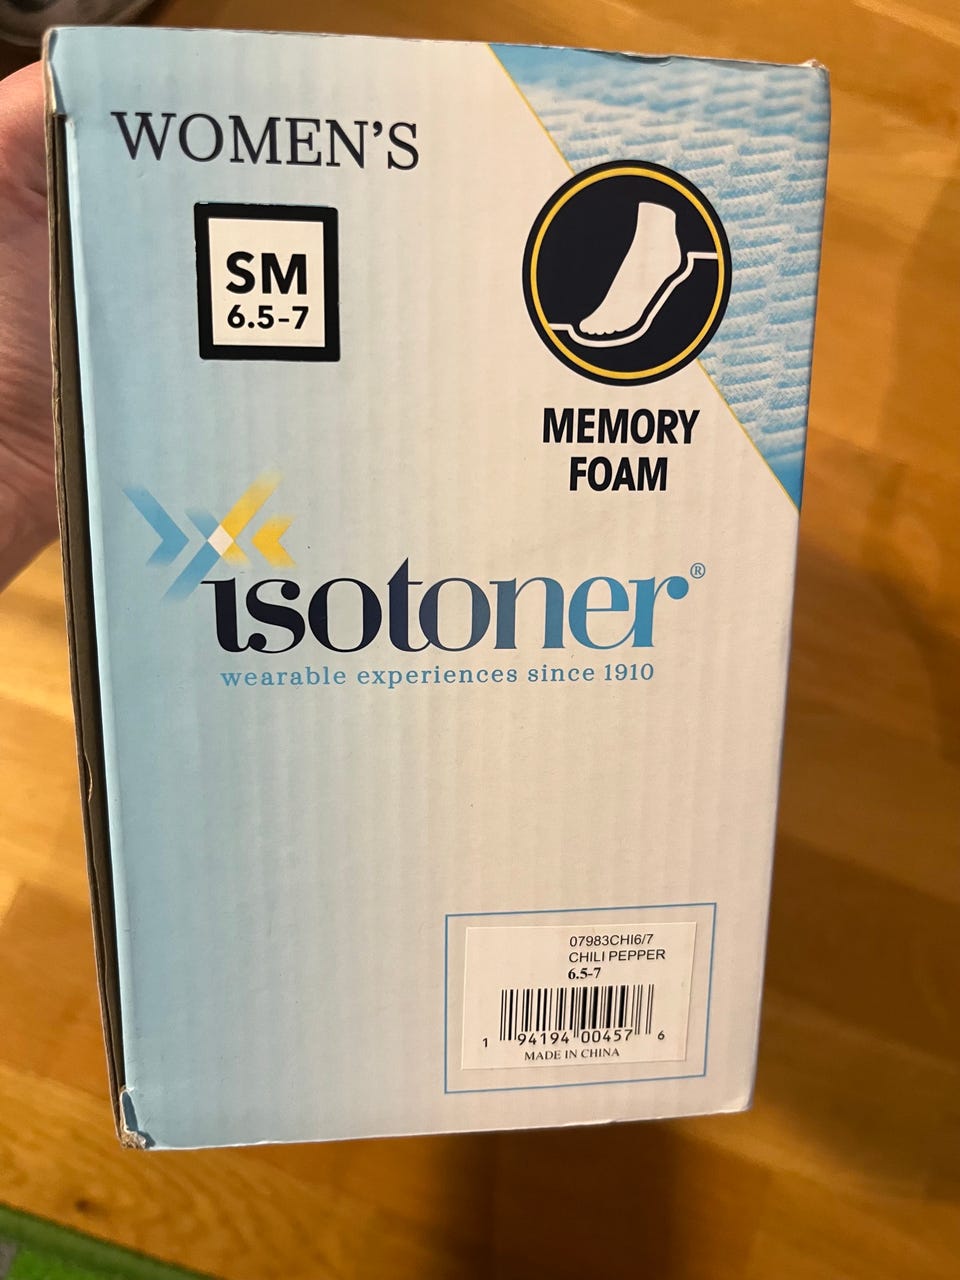 WOMEN'S
SM
6.5-7
MEMORY
FOAM
isotoner®
wearable experiences since 1910
07983CHI6/7
CHILI PEPPER
6.5-7
1 94194 00457 6
MADE IN CHINA